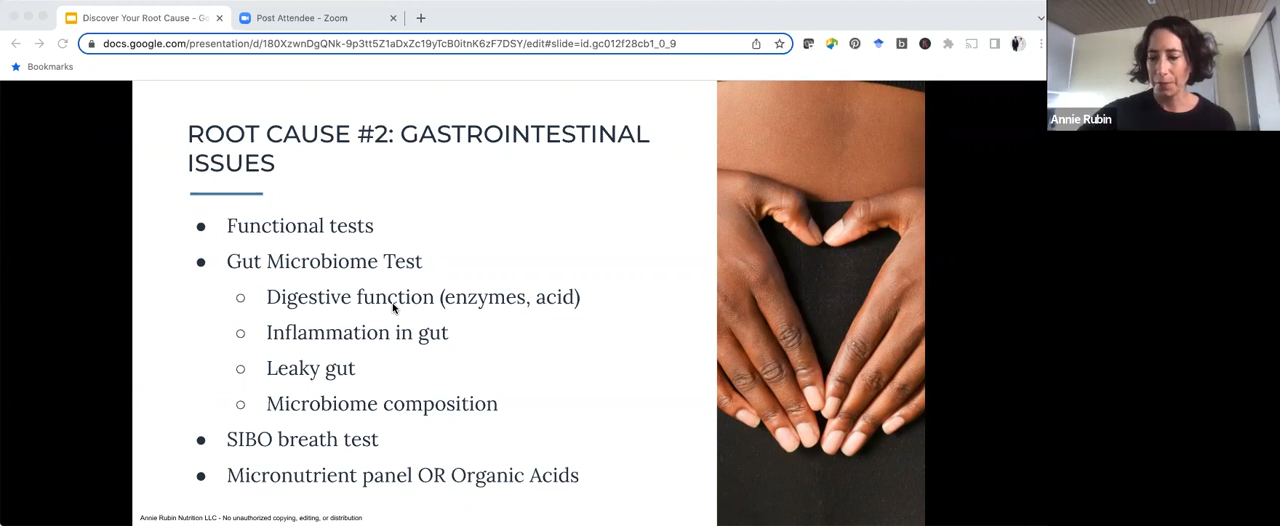 Discover Your Root Cause - Go
Post Attendee - Zoom
docs.google.com/presentation/d/180XzwnDgQNk-9p3tt5Z1aDxZc19yTcB0itnK6zF7DSY/edit#slide=id.gc012f28cb1_0_9
Bookmarks
Annie Rubin
ROOT CAUSE #2: GASTROINTESTINAL
ISSUES
● Functional tests
● Gut Microbiome Test
○ Digestive function (enzymes, acid)
○ Inflammation in gut
○ Leaky gut
○ Microbiome composition
● SIBO breath test
● Micronutrient panel OR Organic Acids
Annie Rubin Nutrition LLC - No unauthorized copying, editing, or distribution